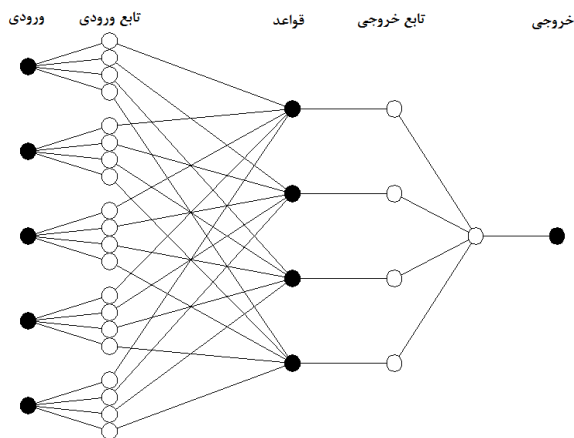 ورودی
تابع ورودی
قواعد
تابع خروجی
خروجی